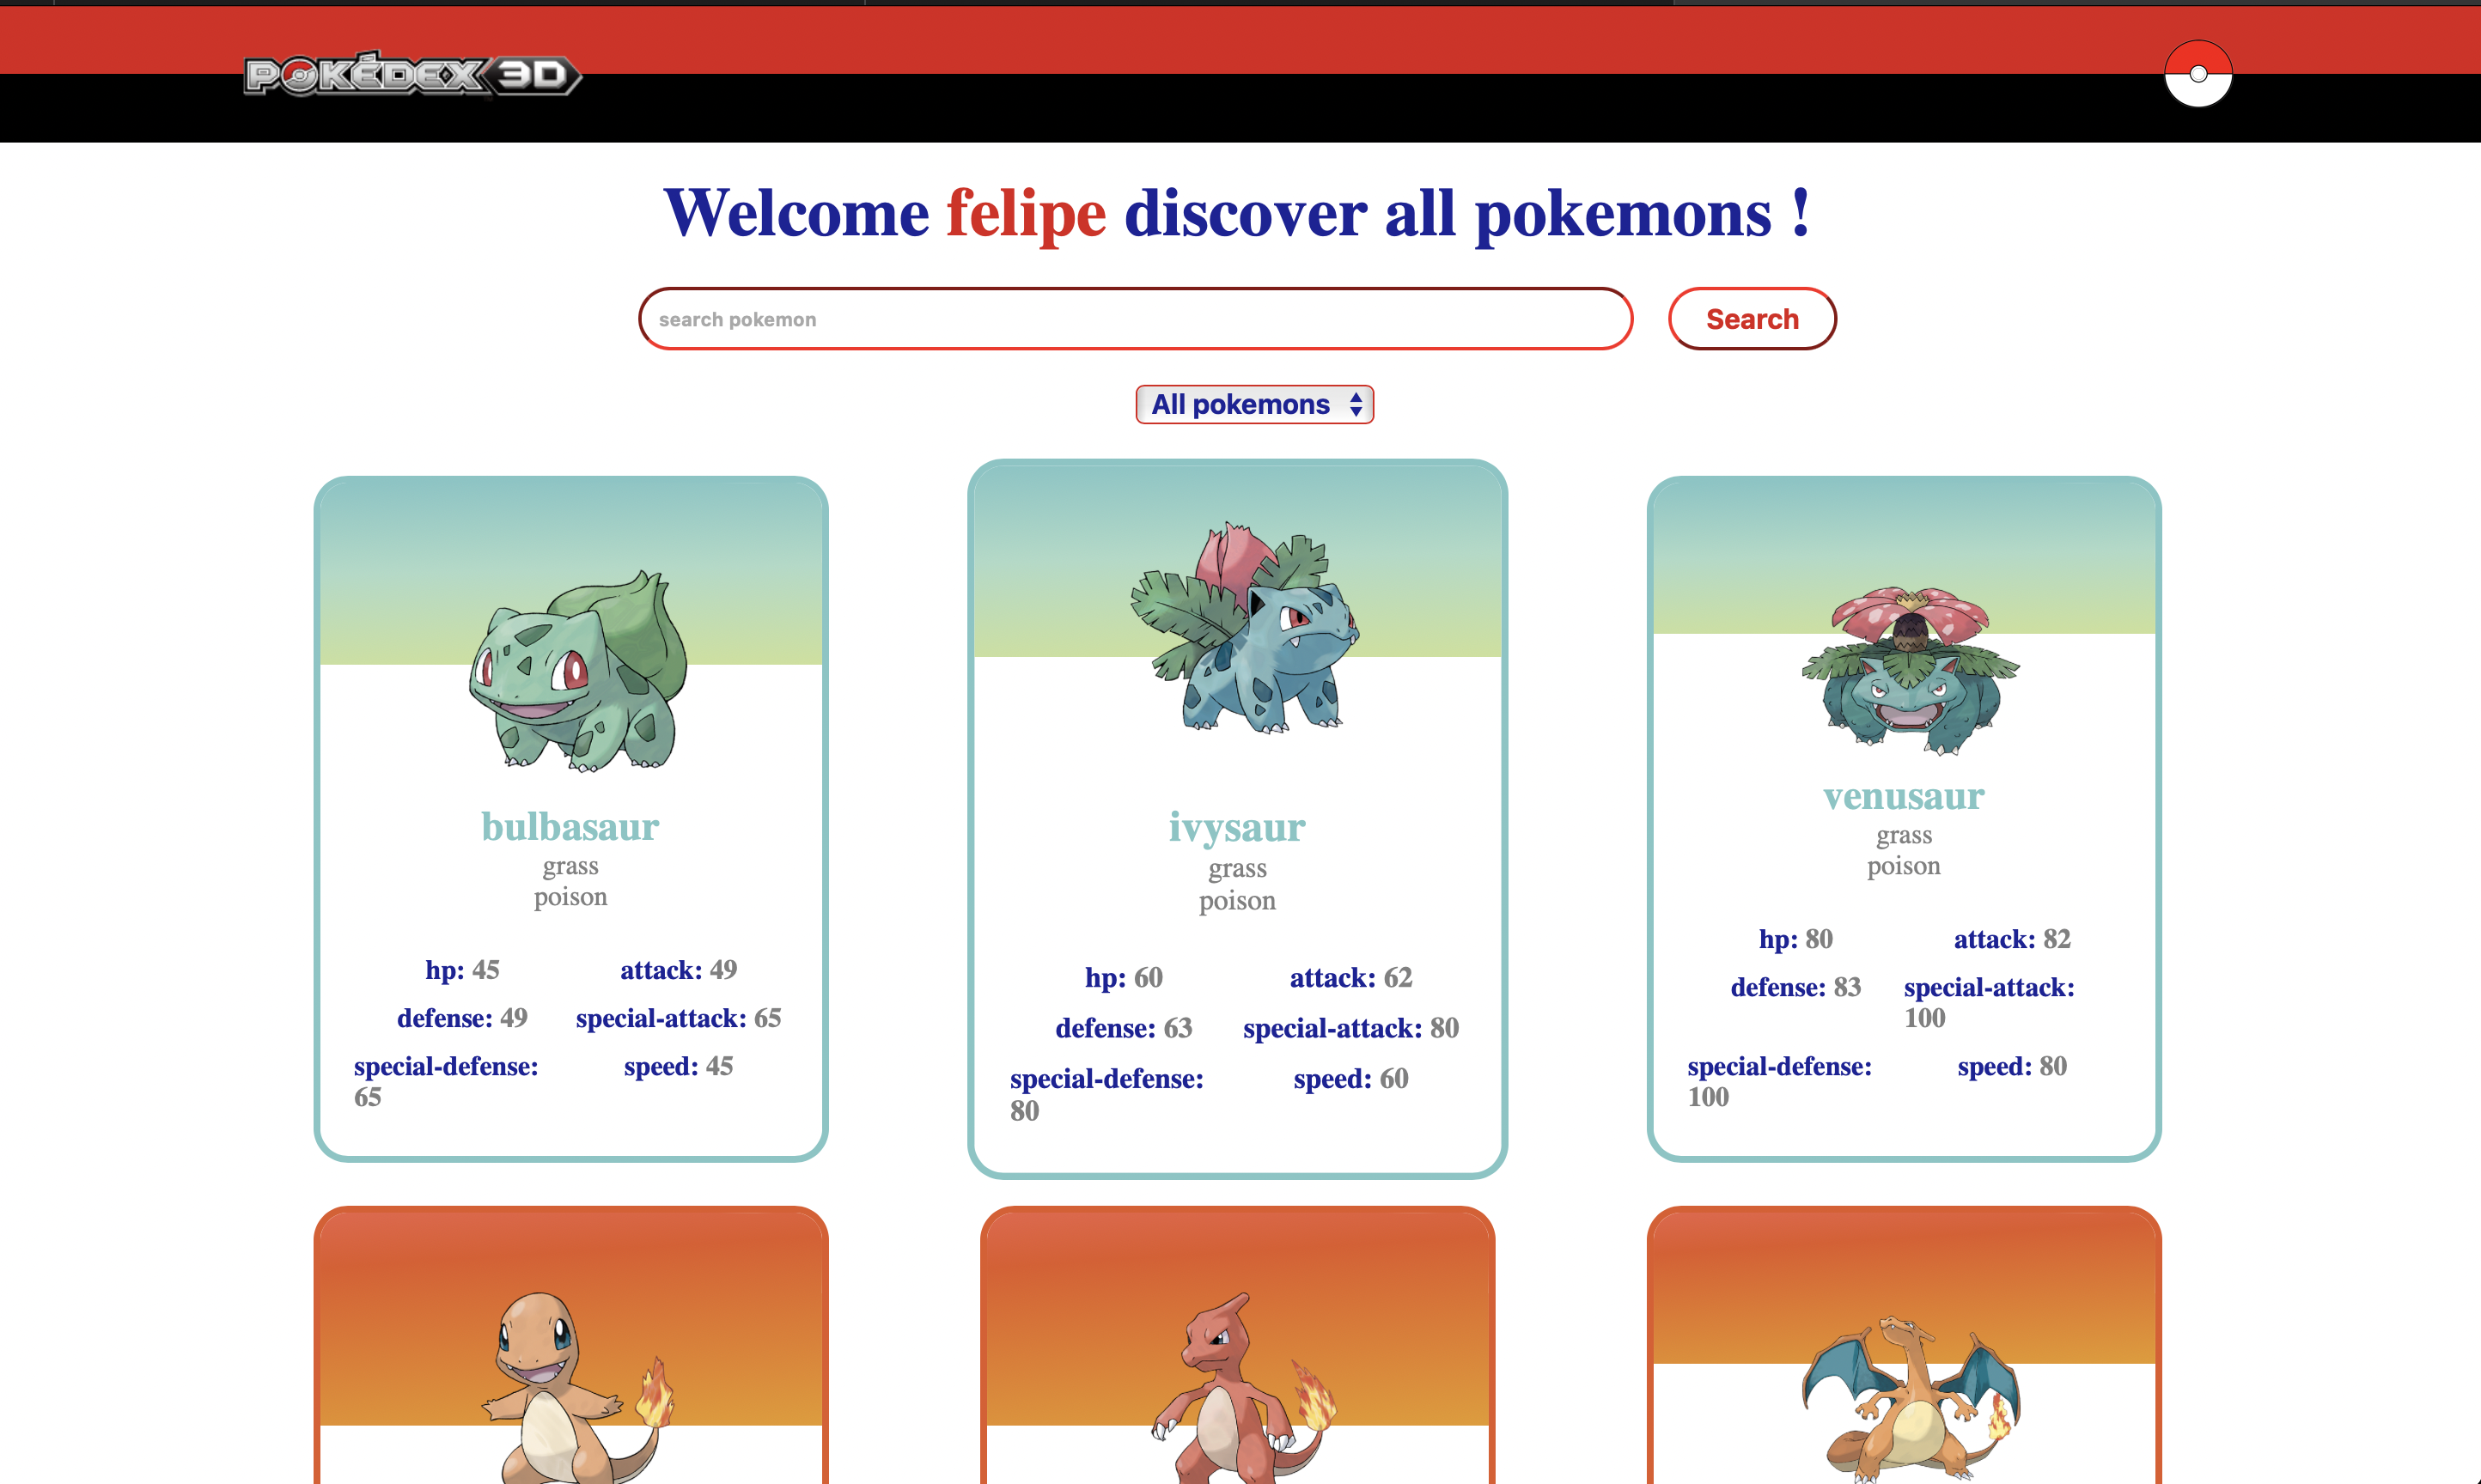 POKÉDEX 3D
Welcome felipe discover all pokemons !
search pokemon
Search
All pokemons
bulbasaur
grass
poison
hp: 45
attack: 49
defense: 49
special-attack: 65
special-defense:
65
speed: 45
ivysaur
grass
poison
hp: 60
attack: 62
defense: 63
special-attack: 80
special-defense:
80
speed: 60
venusaur
grass
poison
hp: 80
attack: 82
defense: 83
special-attack:
100
special-defense:
100
speed: 80